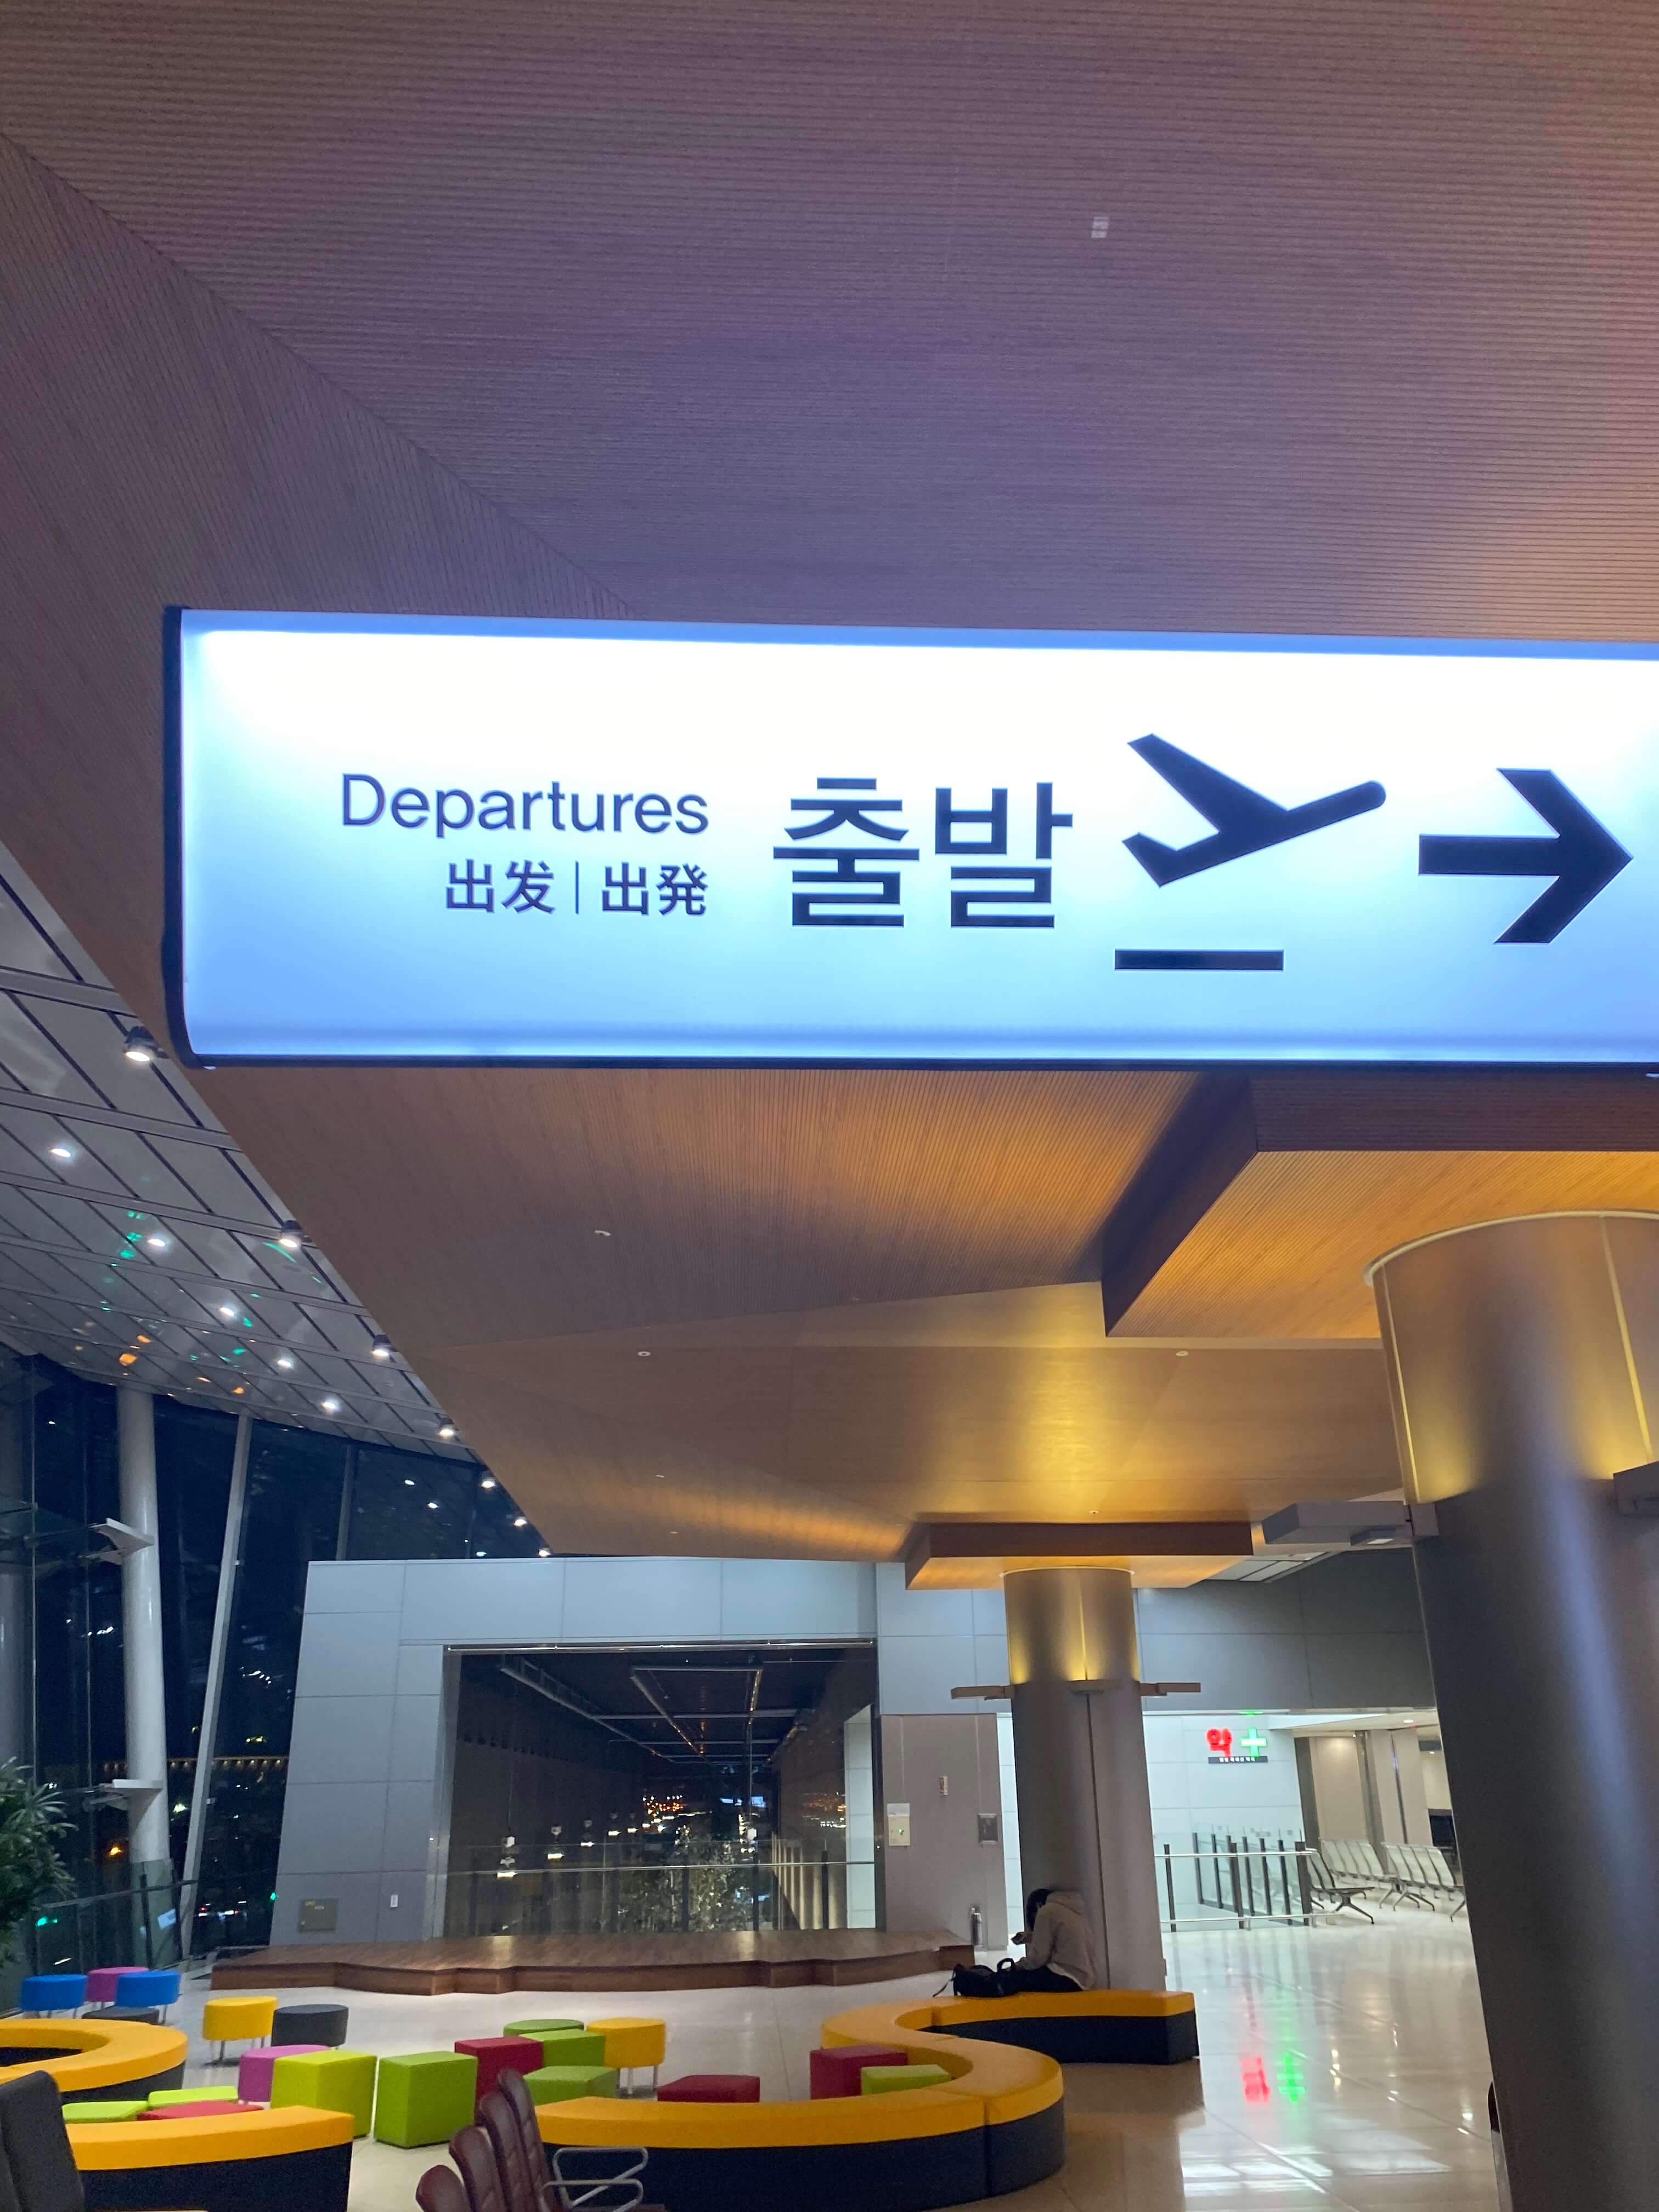 Departures
出发 | 出発
출발
약